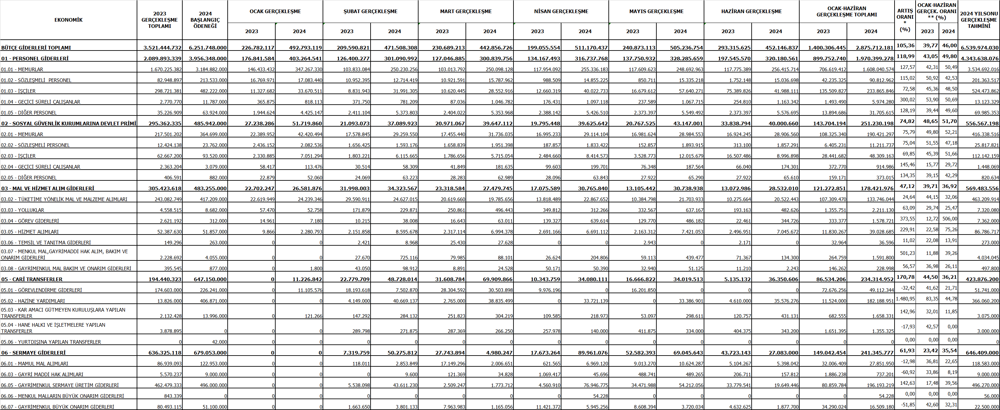 EKONOMİK 2023 GERÇEKLEŞME TOPLAMI 2024 BAŞLANGIÇ ÖDENEĞİ OCAK GERÇEKLEŞME ŞUBAT GERÇEKLEŞME MART GERÇEKLEŞME NİSAN GERÇEKLEŞME MAYIS GERÇEKLEŞME HAZİRAN GERÇEKLEŞME OCAK-HAZİRAN GERÇEKLEŞME TOPLAMI ARTIŞ ORANI * (%) OCAK-HAZİRAN GERÇEK. ORANI ** (%) 2024 YILSONU GERÇEKLEŞME TAHMİNİ
2023 2024 2023 2024 2023 2024 2023 2024 2023 2024 2023 2024 2023 2024 2023 2024
BÜTÇE GİDERLERİ TOPLAMI 3.521.444.732 6.251.748.000 226.782.117 492.793.119 209.590.821 471.508.308 230.689.213 442.856.726 199.055.554 511.170.437 240.873.113 505.236.754 293.315.625 452.146.837 1.400.306.445 2.875.712.181 105,36 39,77 46,00 6.539.974.030
01 - PERSONEL GİDERLERİ 2.089.893.339 3.956.348.000 176.841.584 403.264.541 126.400.277 301.090.992 127.046.885 300.839.756 134.167.493 316.737.768 137.750.932 328.285.659 197.545.570 320.180.561 899.752.740 1.970.399.278 118,99 43,05 49,80 4.343.638.076
01.01 - MEMURLAR 1.670.225.382 3.184.882.000 146.433.432 347.267.330 103.833.084 250.230.256 103.013.792 250.098.128 117.954.092 255.336.183 117.609.623 248.692.963 117.775.389 256.415.714 706.619.412 1.608.040.574 127,57 42,31 50,49 3.534.692.016
01.02 - SÖZLEŞMELİ  PERSONEL 82.948.897 213.533.000 16.769.971 17.083.440 10.952.395 12.714.419 10.921.591 15.787.962 988.509 14.855.225 850.711 15.335.218 1.752.148 15.036.698 42.235.325 90.812.962 115,02 50,92 42,53 201.363.517
01.03 - İŞÇİLER 298.721.381 482.222.000 11.327.682 33.670.511 8.831.943 31.991.305 10.620.445 28.552.916 12.660.319 40.022.733 16.679.612 57.640.271 75.389.826 41.988.111 135.509.827 233.865.846 72,58 45,36 48,50 524.473.862
01.04 - GEÇİCİ SÜRELİ ÇALIŞANLAR 2.770.770 11.787.000 365.875 818.113 371.750 781.209 87.036 1.046.782 176.431 1.097.118 237.589 1.067.715 254.810 1.163.342 1.493.490 5.974.280 300,02 53,90 50,69 13.123.329
01.05 - DİĞER PERSONEL 35.226.909 63.924.000 1.944.624 4.425.147 2.411.104 5.373.803 2.404.022 5.353.968 2.388.142 5.426.510 2.373.397 5.549.492 2.373.397 5.576.695 13.894.686 31.705.615 128,19 39,44 49,60 69.985.353
02 - SOSYAL GÜVENLİK KURUMLARINA DEVLET PRİMİ 295.362.335 485.942.000 27.238.286 51.719.860 21.093.073 37.089.923 20.971.067 39.647.112 19.795.448 39.625.642 20.767.525 43.147.001 33.838.794 40.000.660 143.704.194 251.230.198 74,82 48,65 51,70 556.567.198
02.01 - MEMURLAR 217.501.202 364.699.000 22.389.952 42.420.494 17.578.845 29.259.550 17.455.440 31.736.035 16.995.233 29.114.104 16.981.624 28.984.553 16.924.245 28.906.560 108.325.340 190.421.297 75,79 49,80 52,21 416.338.516
02.02 - SÖZLEŞMELİ PERSONEL 12.424.138 23.762.000 2.436.152 2.082.536 1.656.425 1.593.176 1.658.839 1.951.398 187.857 1.833.422 152.857 1.893.915 313.100 1.857.291 6.405.231 11.211.737 75,04 51,55 47,18 25.817.821
02.03 - İŞÇİLER 62.667.200 93.520.000 2.330.885 7.051.294 1.803.221 6.115.665 1.786.656 5.715.054 2.484.660 8.414.573 3.528.773 12.015.679 16.507.486 8.996.898 28.441.682 48.309.163 69,85 45,39 51,66 112.142.159
02.04 - GEÇİCİ SÜRELİ ÇALIŞANLAR 2.363.204 3.079.000 58.417 113.476 30.514 58.309 41.849 181.635 99.603 199.701 76.348 187.564 66.040 174.301 372.770 914.986 145,46 15,77 29,72 1.448.069
02.05 - DİĞER PERSONEL 406.591 882.000 22.879 52.060 24.069 63.223 28.283 62.989 28.096 63.843 27.922 65.290 27.922 65.610 159.171 373.015 134,35 39,15 42,29 820.634
03 - MAL VE HİZMET ALIM GİDERLERİ 305.423.618 483.255.000 22.702.247 26.581.876 31.998.003 34.323.567 23.318.584 27.479.745 17.075.589 30.765.840 13.105.442 30.738.938 13.072.986 28.532.010 121.272.851 178.421.976 47,12 39,71 36,92 569.483.556
03.02 - TÜKETİME YÖNELİK MAL VE MALZEME ALIMLARI 243.082.749 417.209.000 22.619.949 24.239.346 29.590.911 24.627.015 20.619.660 19.785.656 13.818.489 22.867.652 10.384.798 21.703.933 10.275.664 20.522.443 107.309.470 133.746.044 24,64 44,15 32,06 463.209.914
03.03 - YOLLUKLAR 4.558.515 8.682.000 57.470 52.758 171.879 229.871 250.861 496.443 349.812 312.266 332.567 637.167 193.163 482.626 1.355.751 2.211.130 63,09 29,74 25,47 7.320.080
03.04 - GÖREV GİDERLERİ 2.621.192 312.000 14.961 7.180 10.215 38.008 16.643 63.011 139.327 639.614 129.770 486.182 22.461 344.726 333.377 1.578.721 373,55 12,72 506,00 7.362.000
03.05 - HİZMET ALIMLARI 52.387.630 51.857.000 9.866 2.280.793 2.151.858 8.595.678 2.317.114 6.994.378 2.691.166 6.691.112 2.163.312 7.421.053 2.496.951 7.045.672 11.830.267 39.028.685 229,91 22,58 75,26 86.786.717
03.06 - TEMSİL VE TANITMA GİDERLERİ 149.296 263.000 0 0 2.421 8.968 25.430 27.628 0 0 2.943 0 2.171 0 32.964 36.596 11,02 22,08 13,91 273.000
03.07 - MENKUL MAL,GAYRİMADDİ HAK ALIM, BAKIM VE
ONARIM GİDERLERİ 2.228.692 4.055.000 0 0 27.670 725.116 79.985 88.101 26.624 204.806 59.113 439.477 71.367 134.300 264.759 1.591.800 501,23 11,88 39,26 4.034.045
03.08 - GAYRİMENKUL MAL BAKIM VE ONARIM GİDERLERİ 395.545 877.000 0 1.800 43.050 98.912 8.891 24.528 50.171 50.390 32.940 51.125 11.210 2.243 146.262 228.998 56,57 36,98 26,11 497.800
05 - CARİ TRANSFERLER 194.440.323 647.150.000 0 11.226.842 22.779.709 48.728.014 31.608.784 69.909.866 10.343.759 34.080.111 16.666.822 34.019.513 5.135.132 36.350.606 86.534.206 234.314.952 170,78 44,50 36,21 423.876.200
05.01 - GÖREVLENDİRME GİDERLERİ 174.603.000 226.241.000 0 11.105.576 18.193.618 7.502.870 28.304.592 30.503.898 9.976.196 0 16.201.850 0 0 0 72.676.256 49.112.344 -32,42 41,62 21,71 51.741.000
05.02 - HAZİNE YARDIMLARI 13.826.000 406.871.000 0 0 4.149.000 40.669.137 2.765.000 38.835.499 0 33.721.139 0 33.386.901 4.610.000 35.576.276 11.524.000 182.188.951 1.480,95 83,35 44,78 366.060.200
05.03 - KAR AMACI GÜTMEYEN KURULUŞLARA YAPILAN
TRANSFERLER 2.132.428 13.996.000 0 121.266 147.292 284.132 251.823 304.219 109.585 218.973 53.097 298.611 120.757 431.131 682.555 1.658.331 142,96 32,01 11,85 3.075.000
05.04 - HANE HALKI VE İŞLETMELERE YAPILAN
TRANSFERLER 3.878.895 0 0 0 289.798 271.875 287.369 266.250 257.978 140.000 411.875 334.000 404.375 343.200 1.651.395 1.355.325 -17,93 42,57 0,00 3.000.000
05.06 - YURTDIŞINA YAPILAN TRANSFERLER 0 42.000 0 0 0 0 0 0 0 0 0 0 0 0 0 0 0,00 0,00 0,00 0
06 - SERMAYE GİDERLERİ 636.325.118 679.053.000 0 0 7.319.759 50.275.812 27.743.894 4.980.247 17.673.264 89.961.076 52.582.393 69.045.643 43.723.143 27.083.000 149.042.454 241.345.777 61,93 23,42 35,54 646.409.000
06.01 - MAMUL MAL ALIMLARI 86.939.093 122.953.000 0 0 118.011 2.853.849 17.149.296 2.006.651 621.565 6.969.120 9.013.270 10.624.287 5.104.267 5.398.042 32.006.409 27.851.950 -12,98 36,81 22,65 118.583.000
06.03 - GAYRİ MADDİ HAK ALIMLARI 5.570.237 9.000.000 0 0 0 9.600 121.369 34.828 1.069.417 45.696 488.741 489.265 206.711 157.812 1.886.238 737.201 -60,92 33,86 8,19 9.000.000
06.05 - GAYRİMENKUL SERMAYE ÜRETİM GİDERLERİ 462.479.333 496.000.000 0 0 5.538.098 43.611.230 2.509.247 1.773.712 4.560.910 76.946.775 34.471.988 54.212.056 33.779.541 19.649.446 80.859.784 196.193.219 142,63 17,48 39,56 496.270.000
06.06 - MENKUL MALLARIN BÜYÜK ONARIM GİDERLERİ 843.339 0 0 0 0 0 0 0 0 54.228 0 0 0 0 0 54.228 0,00 0,00 0,00 56.000
06.07 - GAYRİMENKUL BÜYÜK ONARIM GİDERLERİ 80.493.115 51.100.000 0 0 1.663.650 3.801.133 7.963.983 1.165.056 11.421.372 5.945.256 8.608.394 3.720.034 4.632.625 1.877.700 34.290.024 16.509.180 -51,85 42,60 32,31 22.500.000